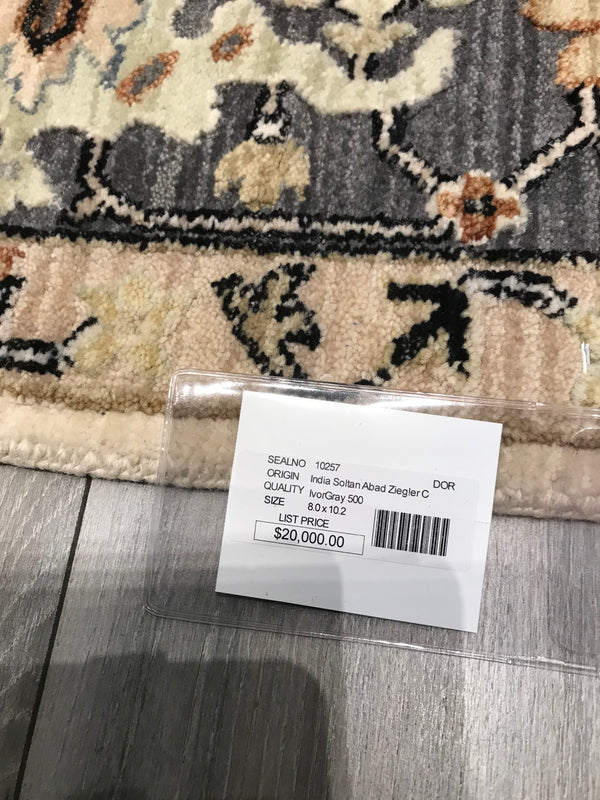 SEALNO 10257
ORIGIN India Soltan Abad Ziegler C DOR
QUALITY IvorGray 500
SIZE 8.0 x 10.2
LIST PRICE
$20,000.00